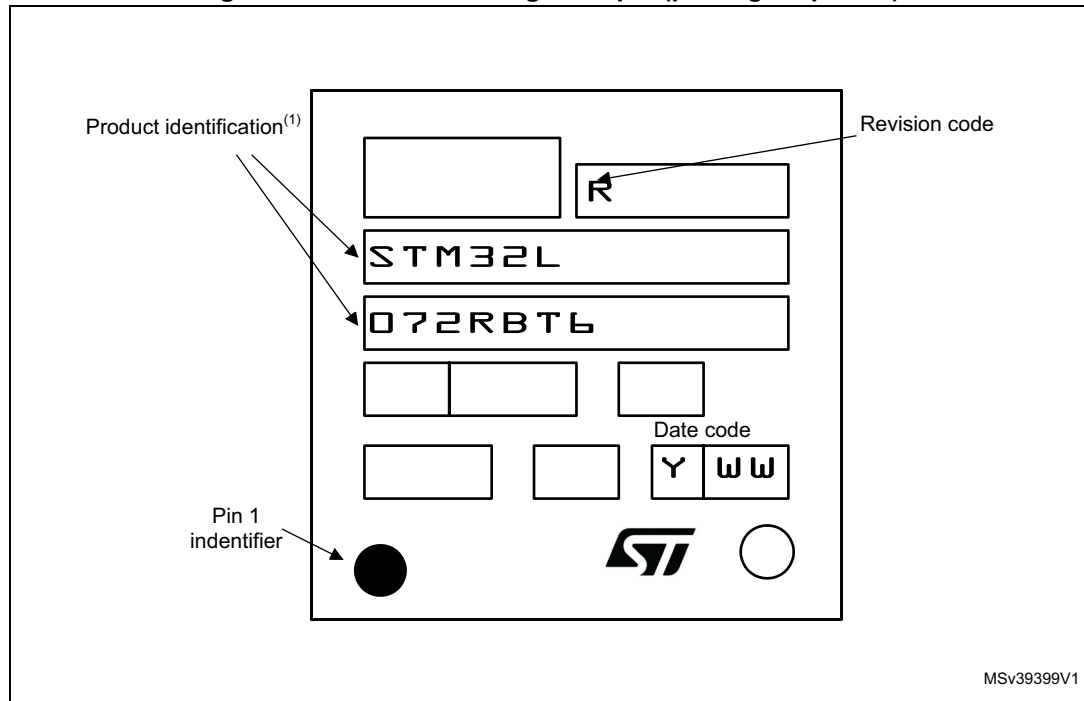 Product identification(1)
Revision code
R
STM32L
072RBT6
Date code
Y WW
Pin 1
indentifier
ST
MSv39399V1